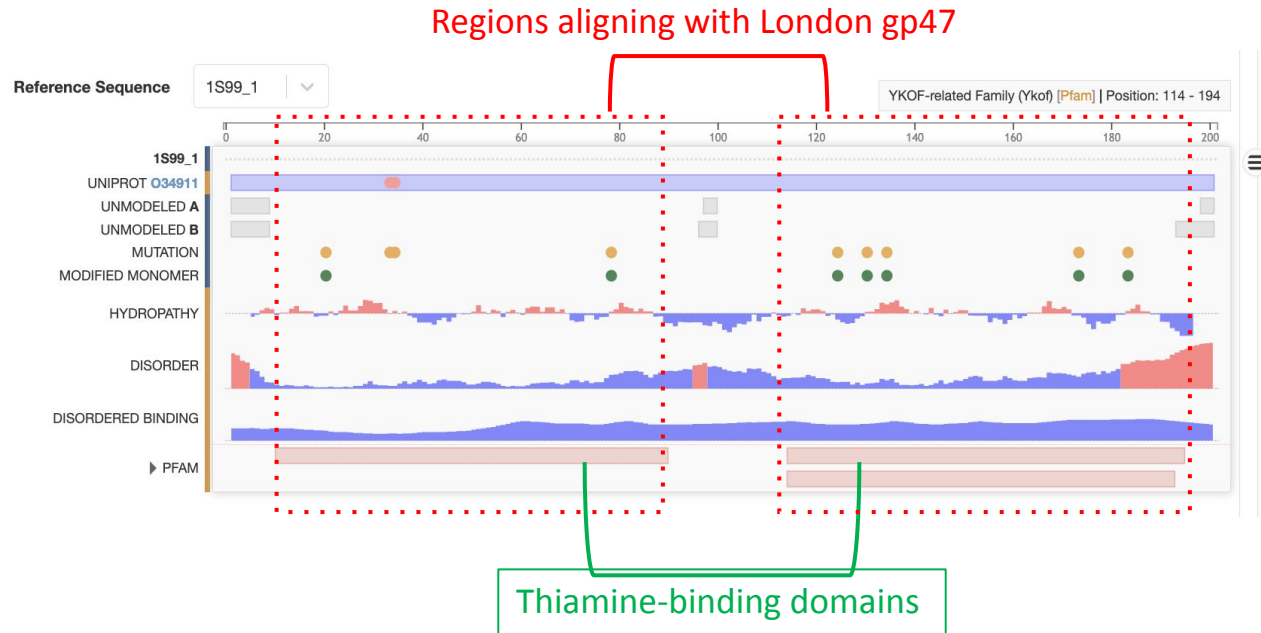 Regions aligning with London gp47
Reference Sequence 1S99_1
YKOF-related Family (Ykof) [Pfam] | Position: 114 - 194
0 20 40 60 80 100 120 140 160 180 200
1S99_1
UNIPROT O34911
UNMODELED A
UNMODELED B
MUTATION
MODIFIED MONOMER
HYDROPATHY
DISORDER
DISORDERED BINDING
PFAM
Thiamine-binding domains